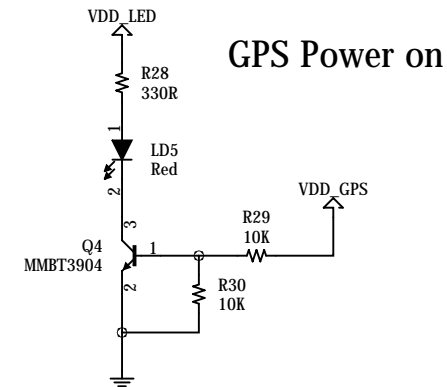 VDD_LED
GPS Power on
R28
330R
1
LD5
Red
2
VDD_GPS
R29
10K
3
Q4
MMBT3904
1
2
R30
10K